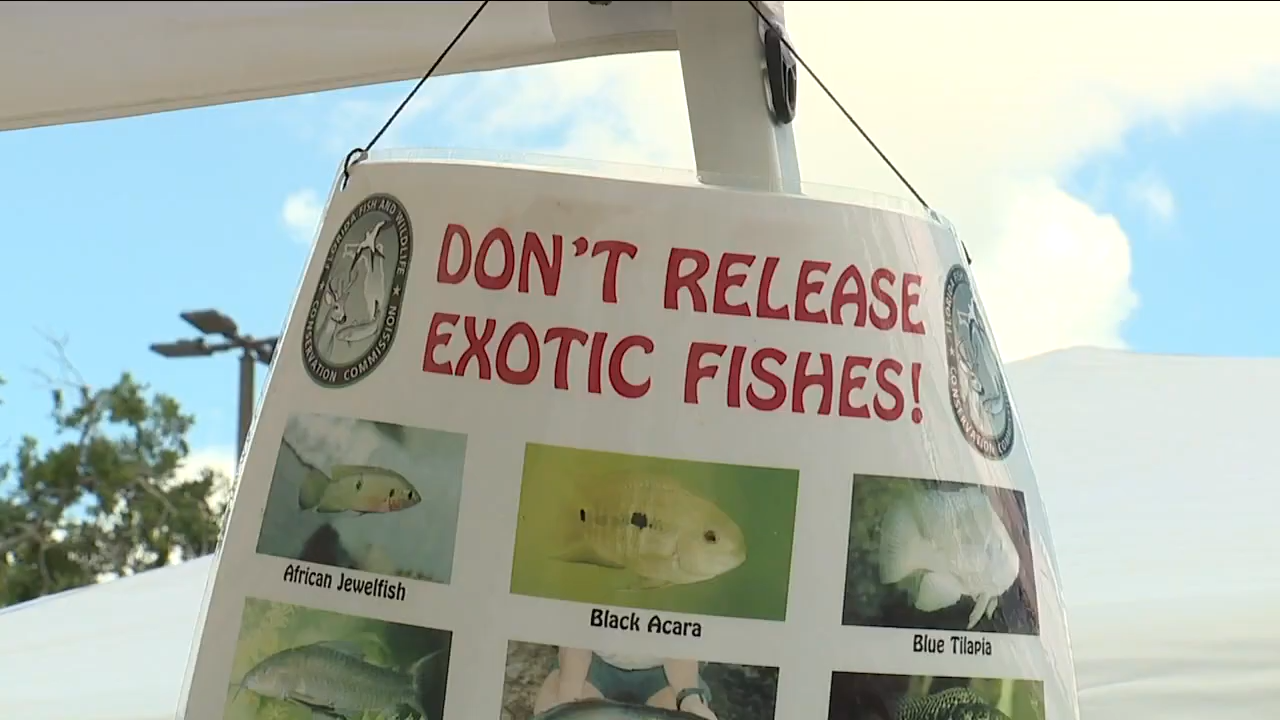 FLORIDA FISH AND WILDLIFE
CONSERVATION COMMISSION
DON'T RELEASE
EXOTIC FISHES!
African Jewelfish
Black Acara
Blue Tilapia